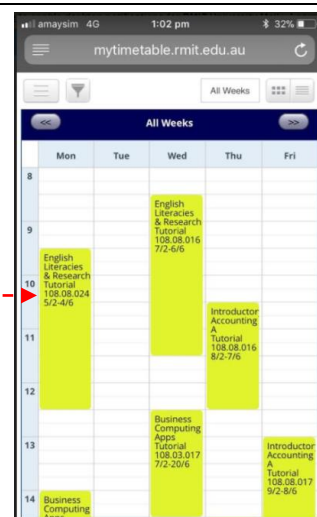 amaysim 4G 1:02 pm 32%
mytimetable.rmit.edu.au
All Weeks
<< All Weeks >>
Mon Tue Wed Thu Fri
8
English
Literacies
& Research
Tutorial
108.08.016
7/2-6/6
9
English
Literacies
& Research
Tutorial
108.08.024
5/2-4/6
10
Introductor
Accounting
A
Tutorial
108.08.016
8/2-7/6
11
12
Business
Computing
Apps
Tutorial
108.03.017
7/2-20/6
13
Introductor
Accounting
A
Tutorial
108.08.017
9/2-8/6
14
Business
Computing